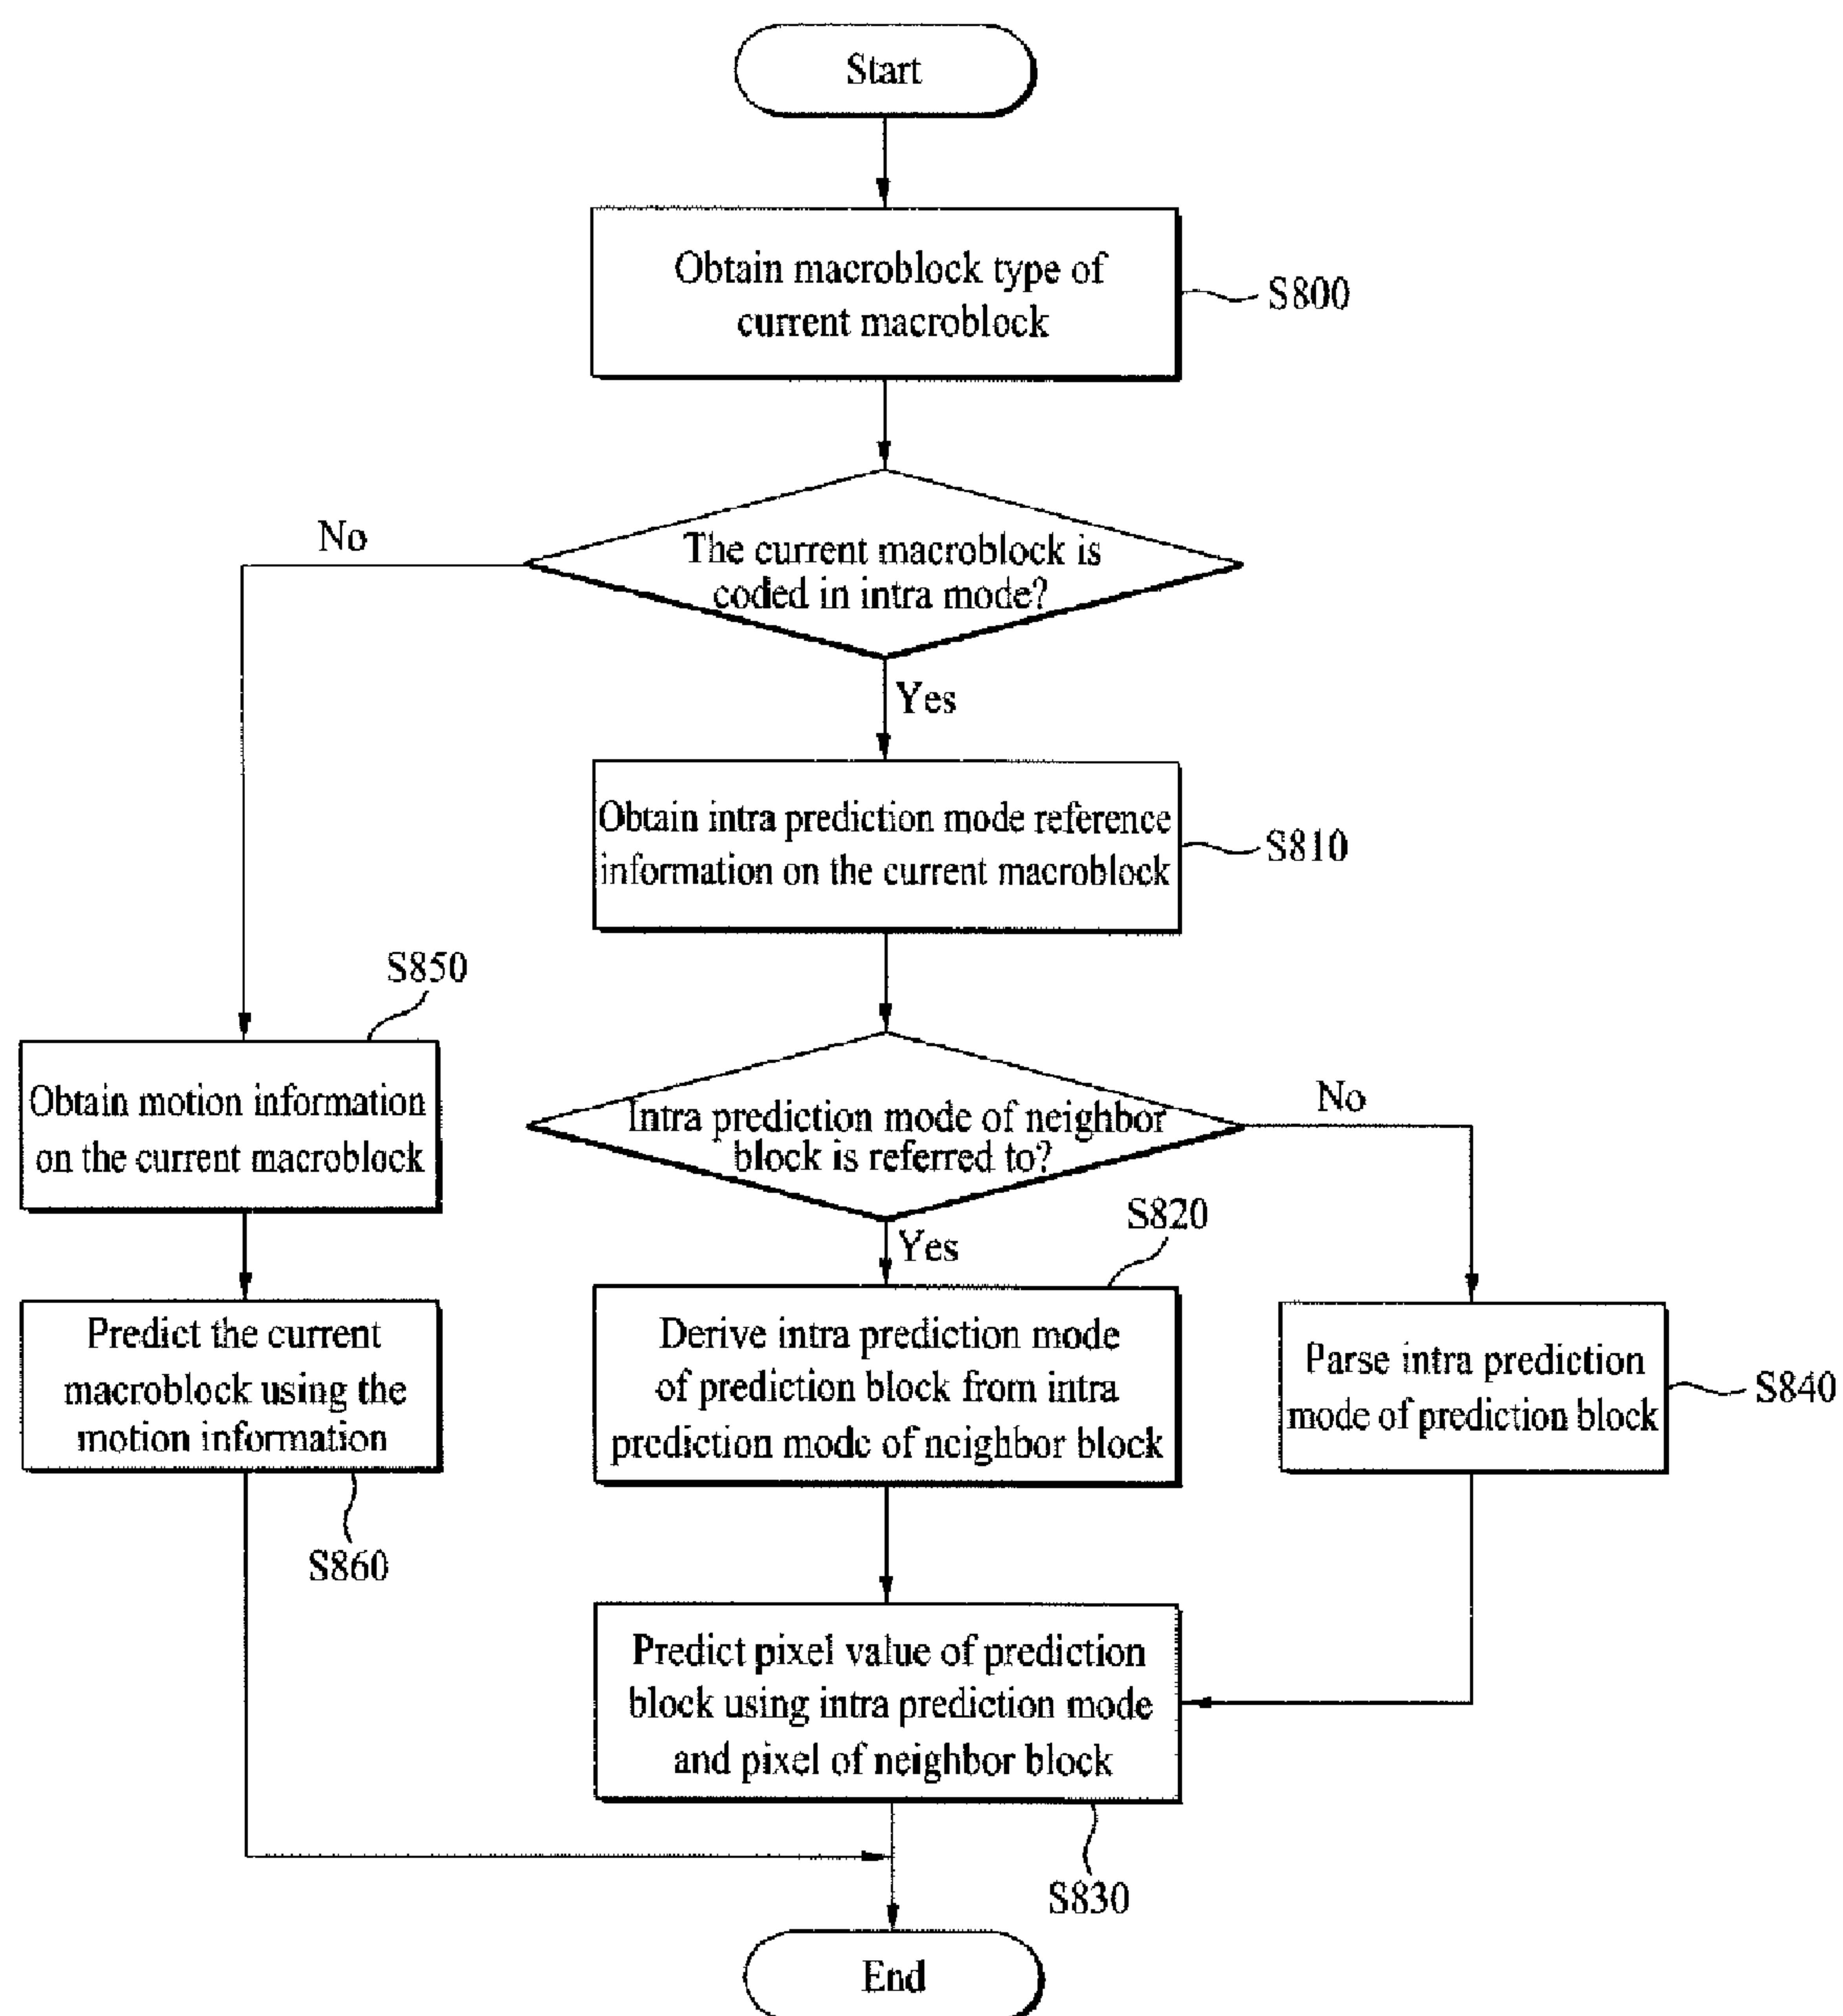 Start
Obtain macroblock type of
current macroblock
S800
No
The current macroblock is
coded in intra mode?
Yes
Obtain intra prediction mode reference
information on the current macroblock
S810
S850
Obtain motion information
on the current macroblock
Intra prediction mode of neighbor
block is referred to?
No
Yes
S820
Predict the current
macroblock using the
motion information
S860
Derive intra prediction mode
of prediction block from intra
prediction mode of neighbor block
Parse intra prediction
mode of prediction block
S840
Predict pixel value of prediction
block using intra prediction mode
and pixel of neighbor block
S830
End